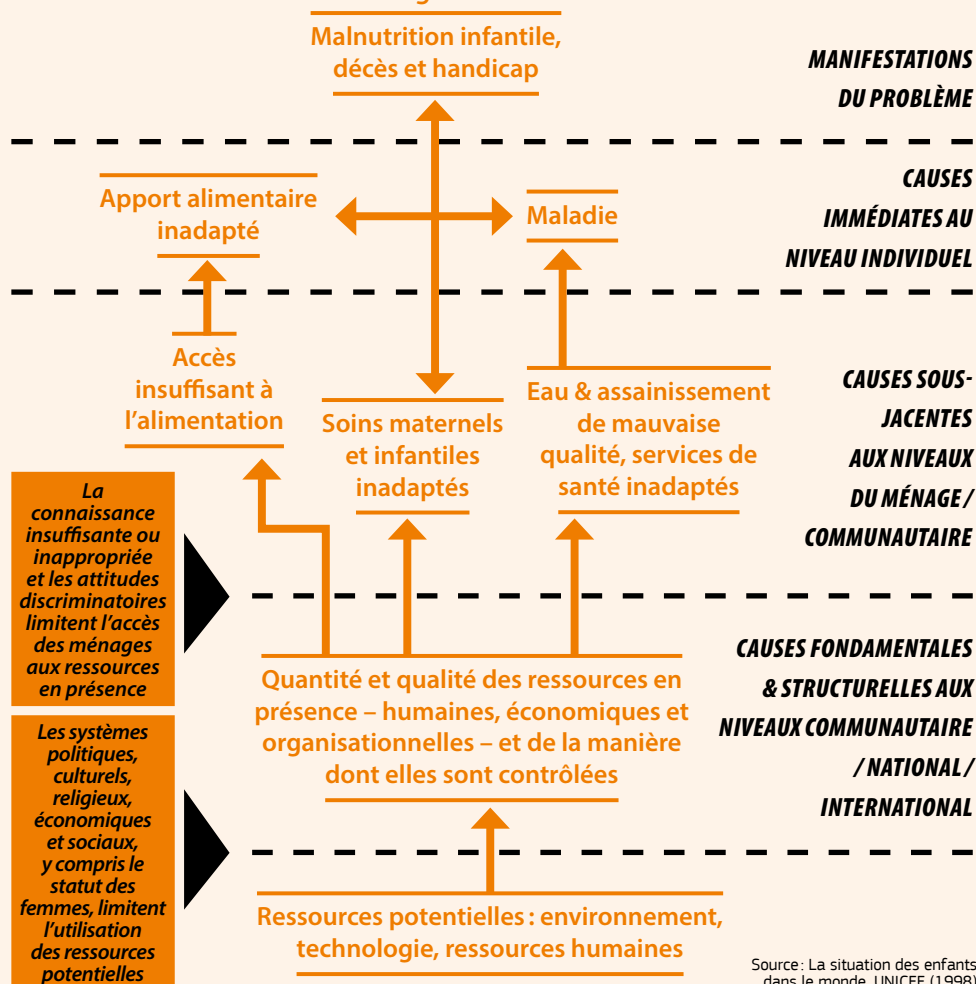 Malnutrition infantile,
décès et handicap
MANIFESTATIONS
DU PROBLÈME
Apport alimentaire
inadapté
Maladie
CAUSES
IMMÉDIATES AU
NIVEAU INDIVIDUEL
Accès
insuffisant à
l’alimentation
Soins maternels
et infantiles
inadaptés
Eau & assainissement
de mauvaise
qualité, services de
santé inadaptés
CAUSES SOUS-
JACENTES
AUX NIVEAUX
DU MÉNAGE /
COMMUNAUTAIRE
La
connaissance
insuffisante ou
inappropriée
et les attitudes
discriminatoires
limitent l’accès
des ménages
aux ressources
en présence
Quantité et qualité des ressources en
présence – humaines, économiques et
organisationnelles – et de la manière
dont elles sont contrôlées
CAUSES FONDAMENTALES
& STRUCTURELLES AUX
NIVEAUX COMMUNAUTAIRE
/ NATIONAL /
INTERNATIONAL
Les systèmes
politiques,
culturels,
religieux,
économiques
et sociaux,
y compris le
statut des
femmes, limitent
l’utilisation
des ressources
potentielles
Ressources potentielles : environnement,
technologie, ressources humaines
Source : La situation des enfants
dans le monde, UNICEF (1998)